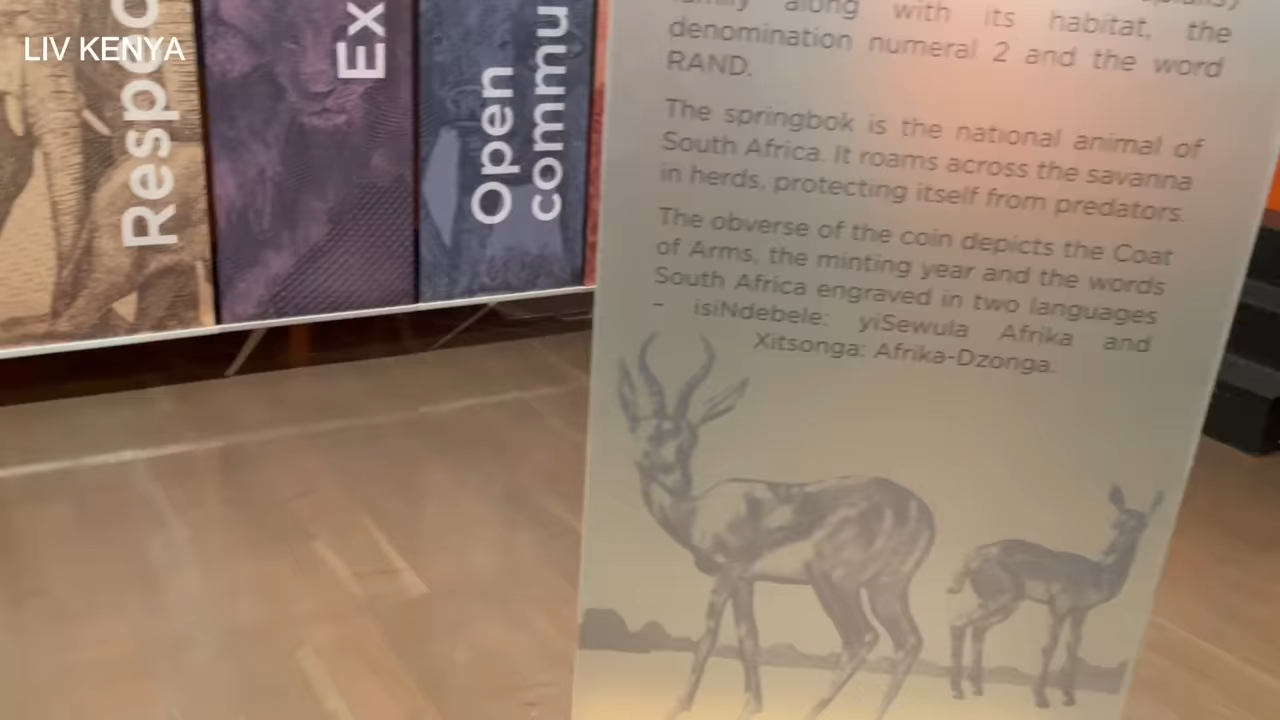 LIV KENYA
Respo
Ex
Open
commu
family along with its habitat, the
denomination numeral 2 and the word
RAND.
The springbok is the national animal of
South Africa. It roams across the savanna
in herds, protecting itself from predators.
The obverse of the coin depicts the Coat
of Arms, the minting year and the words
South Africa engraved in two languages
– isiNdebele: yiSewula Afrika and
Xitsonga: Afrika-Dzonga.